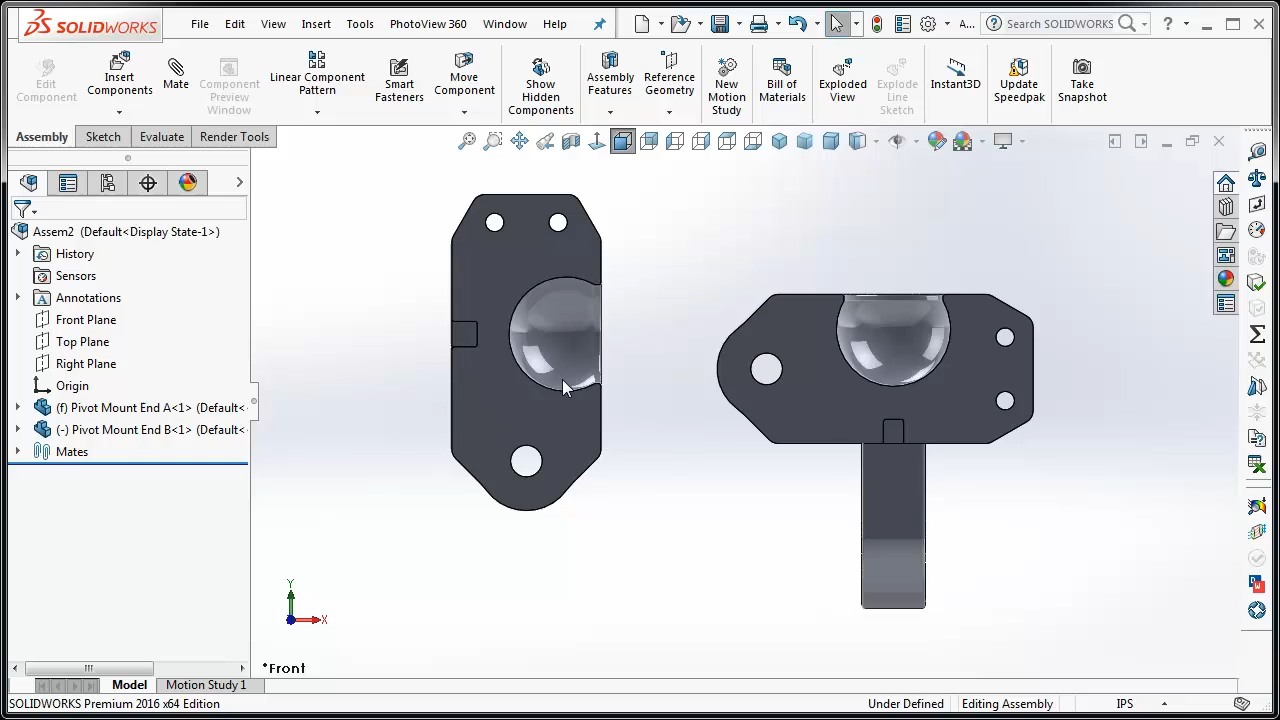 SOLIDWORKS
File Edit View Insert Tools PhotoView 360 Window Help
A...
Search SOLIDWORKS
?
Edit Component
Insert Components
Mate
Component Preview Window
Linear Component Pattern
Smart Fasteners
Move Component
Show Hidden Components
Assembly Features
Reference Geometry
New Motion Study
Bill of Materials
Exploded View
Explode Line Sketch
Instant3D
Update Speedpak
Take Snapshot
Assembly Sketch Evaluate Render Tools
Assem2 (Default<Display State-1>)
History
Sensors
Annotations
Front Plane
Top Plane
Right Plane
Origin
(f) Pivot Mount End A<1> (Default<
(-) Pivot Mount End B<1> (Default<
Mates
Y
X
*Front
Model Motion Study 1
SOLIDWORKS Premium 2016 x64 Edition
Under Defined Editing Assembly IPS